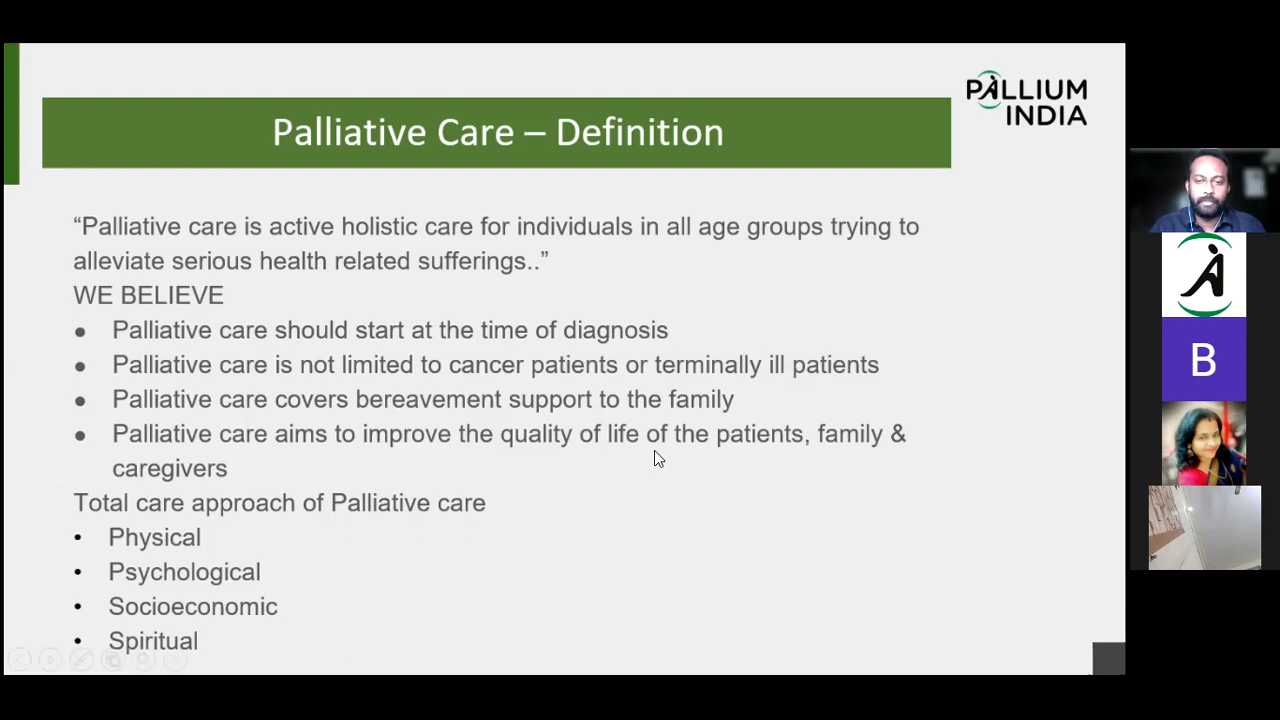 PALLIUM
INDIA
Palliative Care – Definition
“Palliative care is active holistic care for individuals in all age groups trying to
alleviate serious health related sufferings..”
WE BELIEVE
● Palliative care should start at the time of diagnosis
● Palliative care is not limited to cancer patients or terminally ill patients
● Palliative care covers bereavement support to the family
● Palliative care aims to improve the quality of life of the patients, family &
caregivers
Total care approach of Palliative care
• Physical
• Psychological
• Socioeconomic
• Spiritual
B